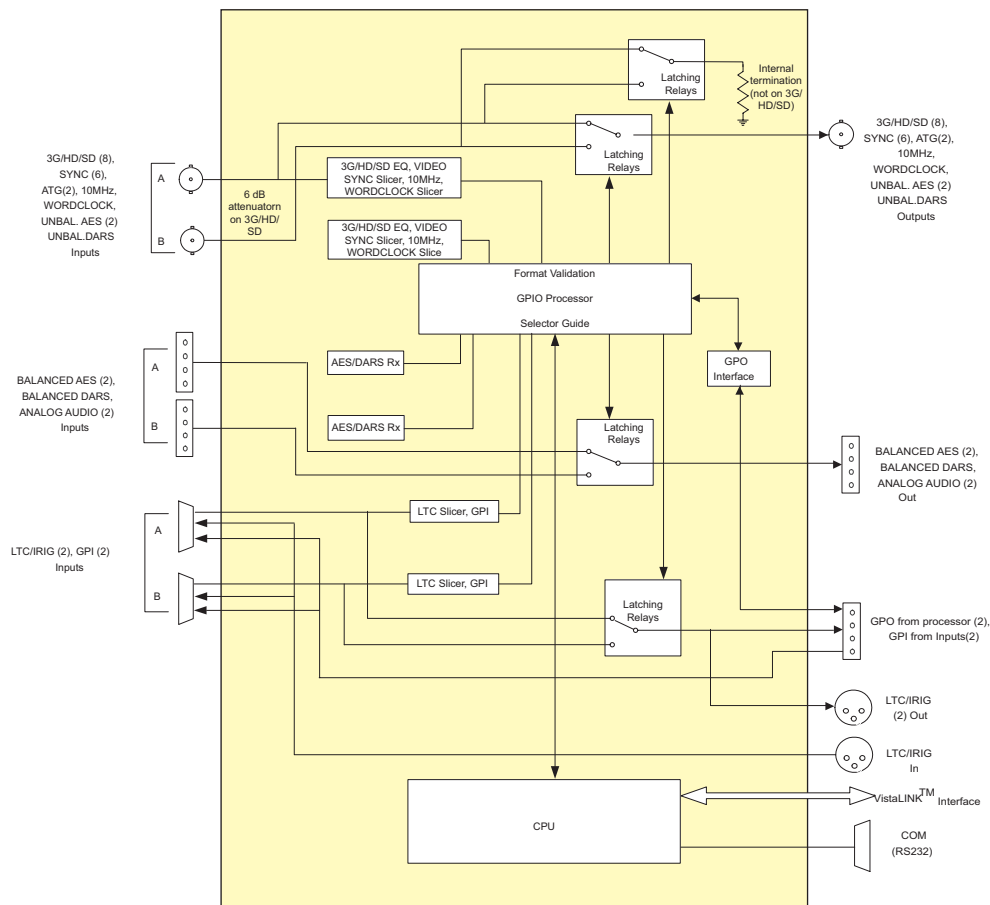 Latching
Relays
Internal
termination
(not on 3G/
HD/SD)
Latching
Relays
3G/HD/SD (8),
SYNC (6), ATG(2),
10MHz,
WORDCLOCK,
UNBAL. AES (2)
UNBAL.DARS
Outputs
3G/HD/SD (8),
SYNC (6),
ATG(2), 10MHz,
WORDCLOCK,
UNBAL. AES (2)
UNBAL.DARS
Inputs
A
B
6 dB
attenuatorn
on 3G/HD/
SD
3G/HD/SD EQ, VIDEO
SYNC Slicer, 10MHz,
WORDCLOCK Slicer
3G/HD/SD EQ, VIDEO
SYNC Slicer, 10MHz,
WORDCLOCK Slice
Format Validation
GPIO Processor
Selector Guide
GPO
Interface
AES/DARS Rx
AES/DARS Rx
BALANCED AES (2),
BALANCED DARS,
ANALOG AUDIO (2)
Inputs
A
B
Latching
Relays
BALANCED AES (2),
BALANCED DARS,
ANALOG AUDIO (2)
Out
LTC/IRIG (2), GPI (2)
Inputs
A
B
LTC Slicer, GPI
LTC Slicer, GPI
Latching
Relays
GPO from processor (2),
GPI from Inputs(2)
LTC/IRIG
(2) Out
LTC/IRIG
In
VistaLINK™ Interface
CPU
COM
(RS232)